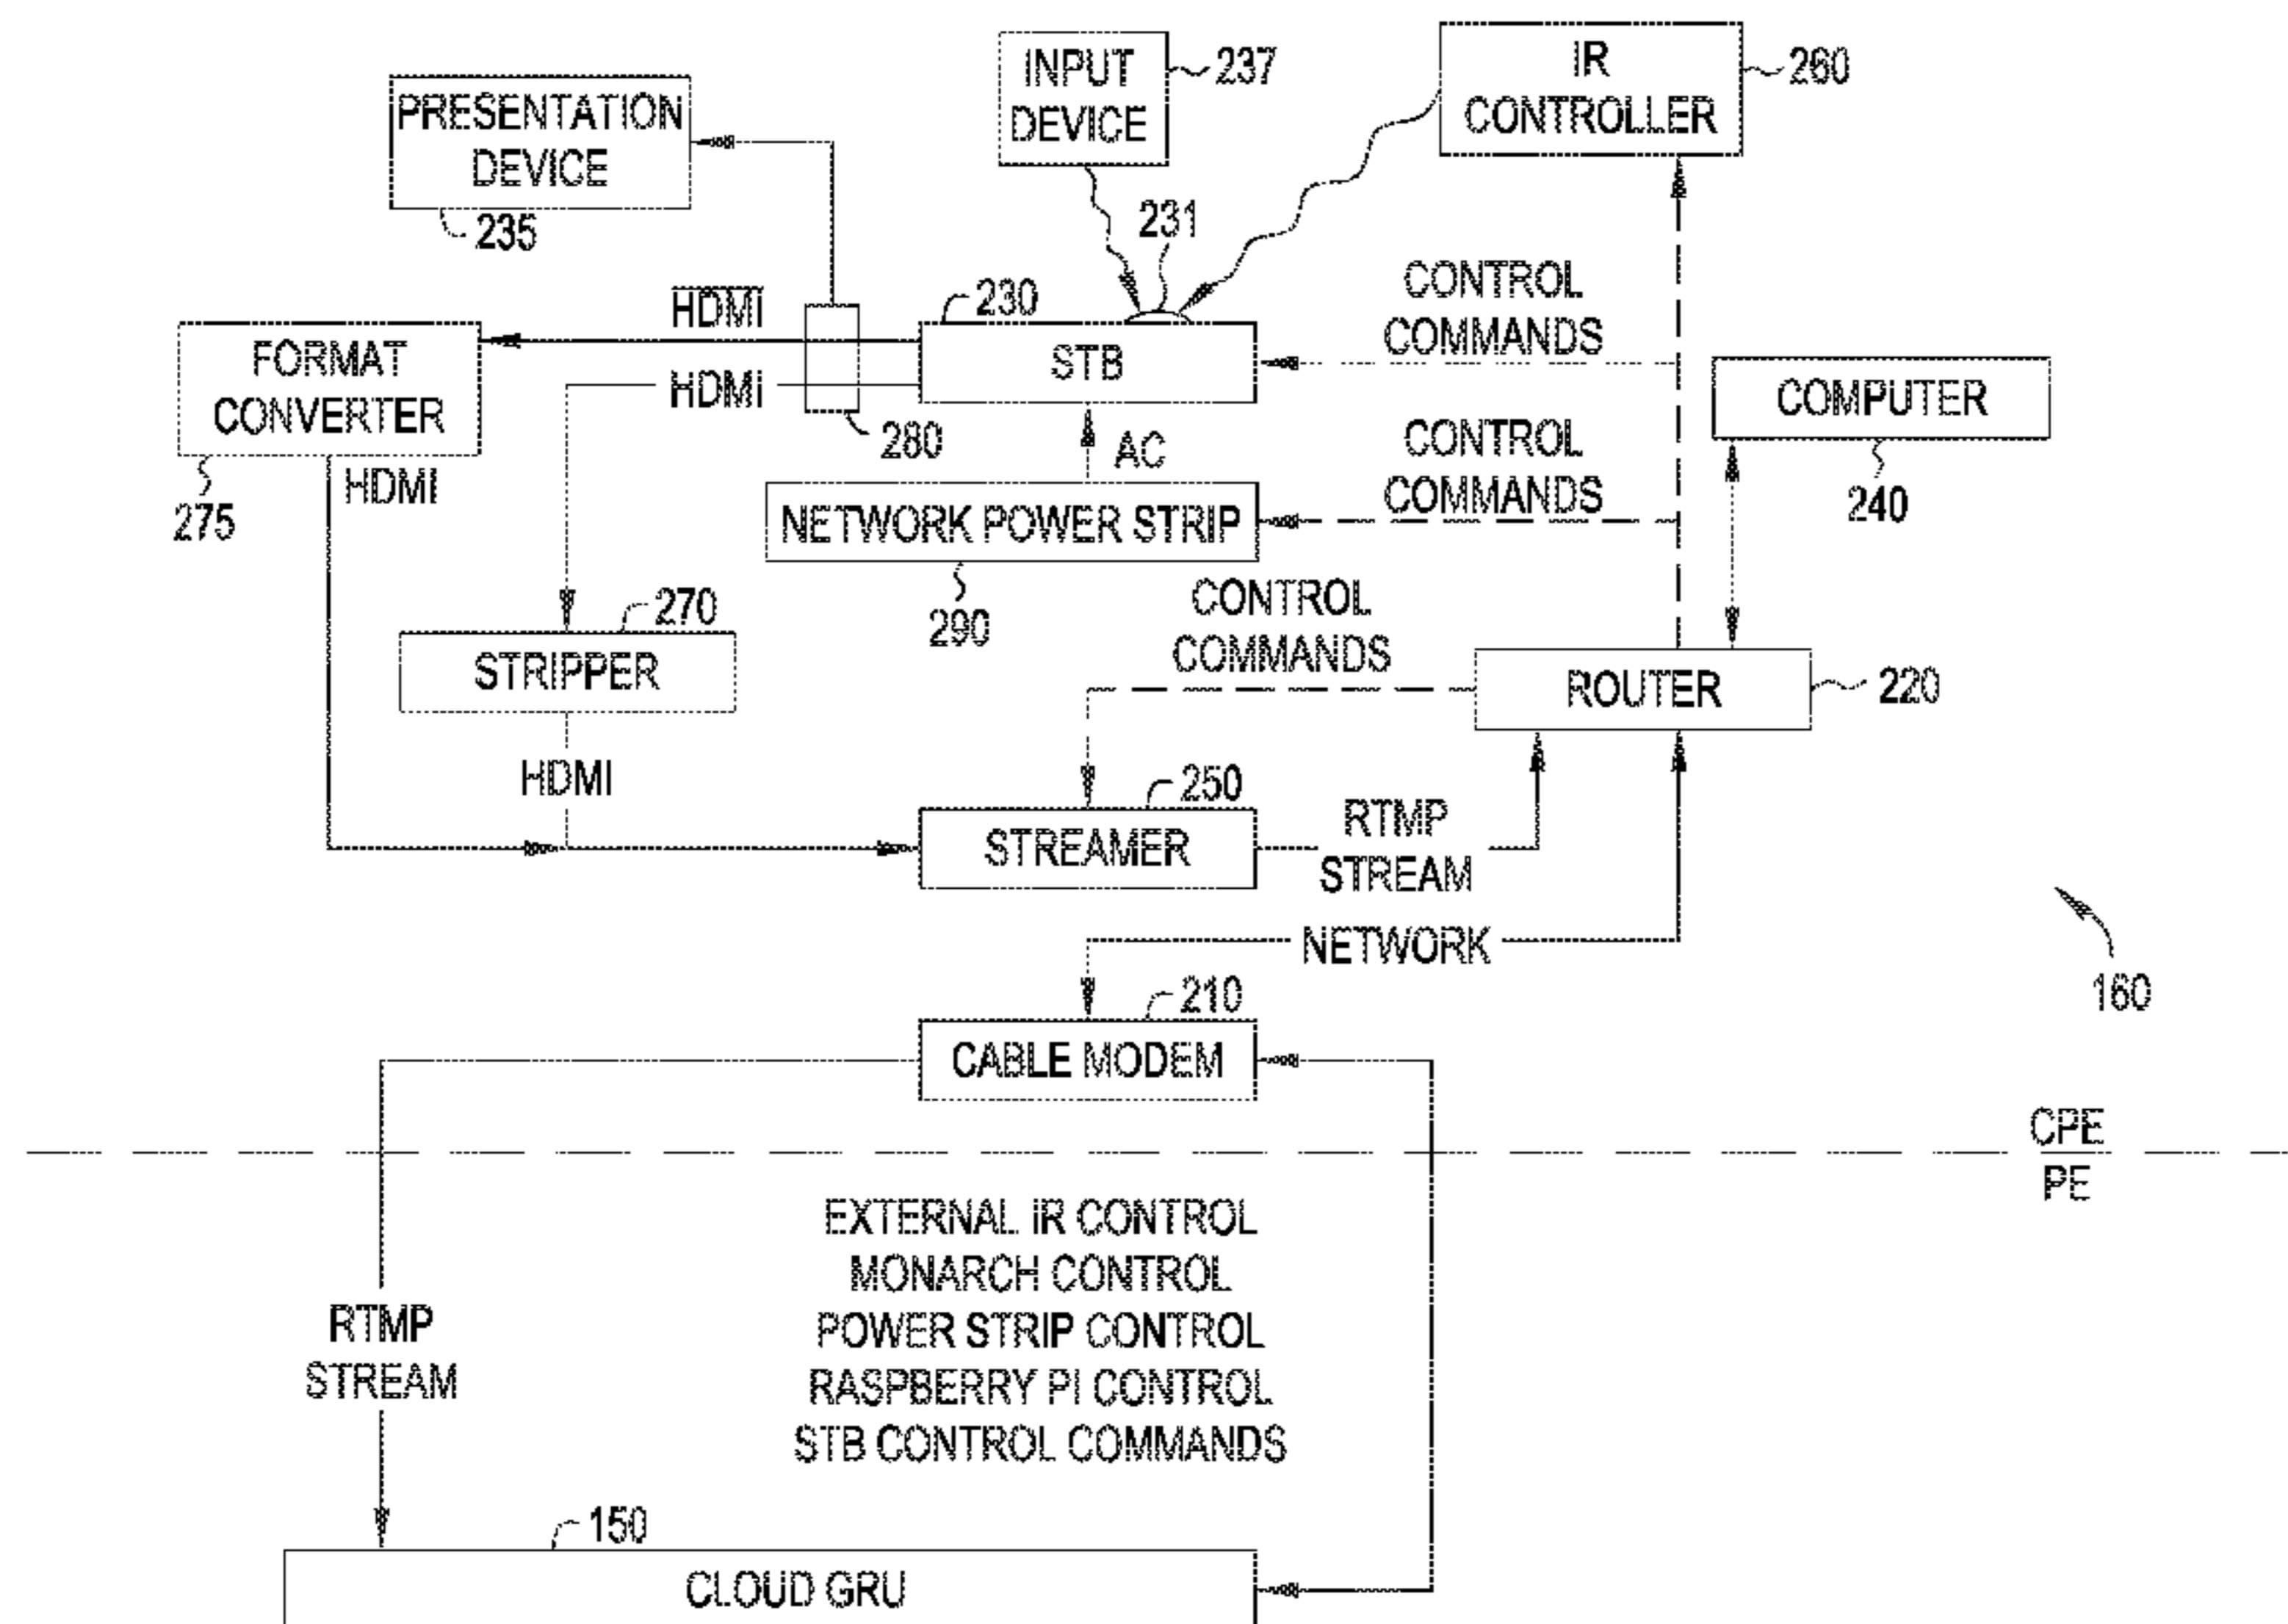 INPUT
DEVICE
237
IR
CONTROLLER
260
PRESENTATION
DEVICE
235
231
230
HDMI
HDMI
STB
280
FORMAT
CONVERTER
HDMI
275
CONTROL
COMMANDS
COMPUTER
240
AC
CONTROL
COMMANDS
NETWORK POWER STRIP
290
270
STRIPPER
HDMI
CONTROL
COMMANDS
ROUTER
220
250
STREAMER
RTMP
STREAM
NETWORK
160
210
CABLE MODEM
CPE
PE
EXTERNAL IR CONTROL
MONARCH CONTROL
POWER STRIP CONTROL
RASPBERRY PI CONTROL
STB CONTROL COMMANDS
RTMP
STREAM
150
CLOUD GRU